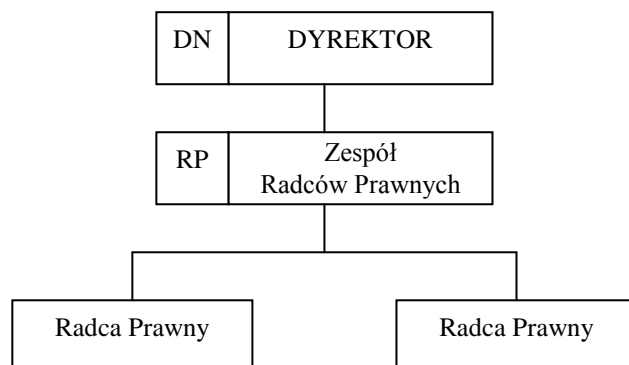 DN DYREKTOR
RP Zespół
Radców Prawnych
Radca Prawny
Radca Prawny